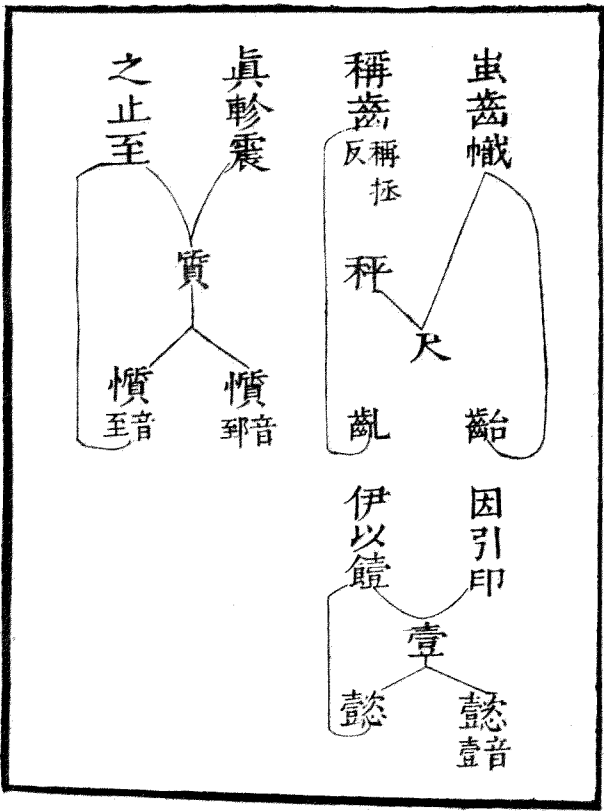 蚩齒幟
稱齒
稱拯
反
秤
尺
齝
齔
因引印
伊以饐
壹
懿
音
壹
懿
眞軫震
之止至
質
懫
音
郅
懫
音
至